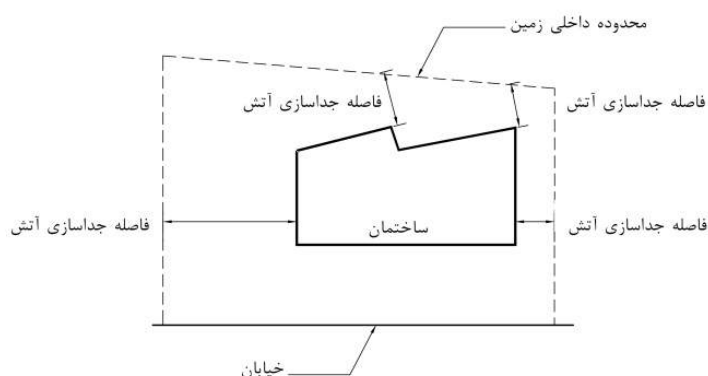 محدوده داخلی زمین
فاصله جداسازی آتش
فاصله جداسازی آتش
فاصله جداسازی آتش
ساختمان
فاصله جداسازی آتش
خیابان